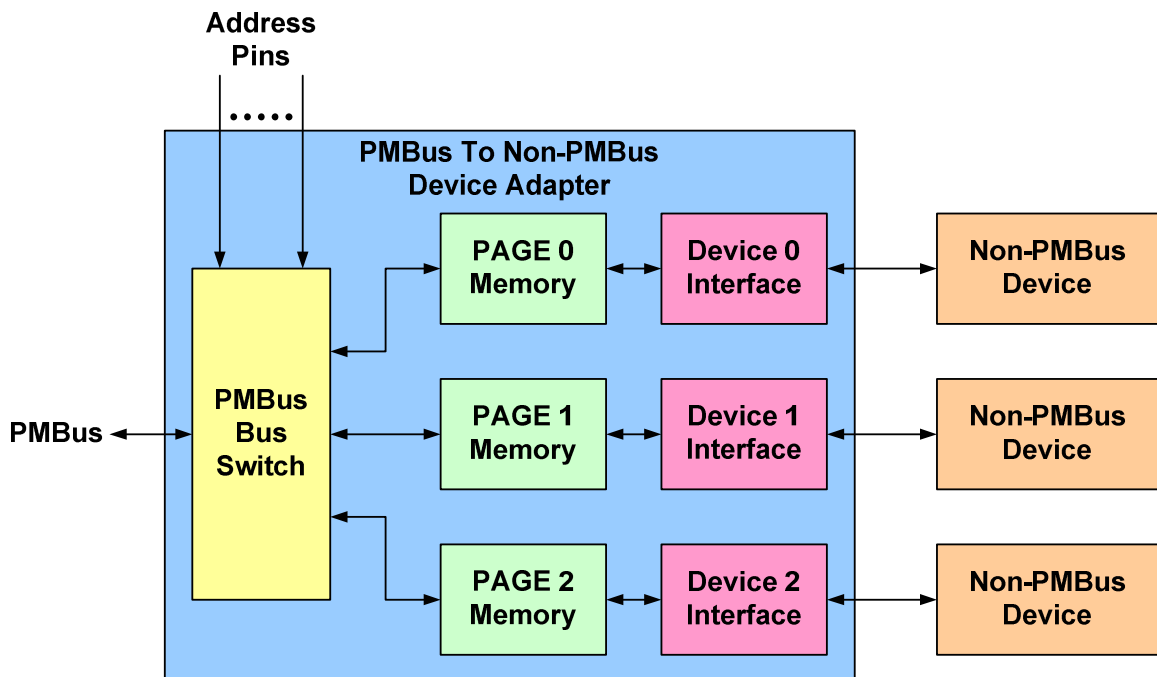 Address
Pins
PMBus To Non-PMBus
Device Adapter
PAGE 0
Memory
Device 0
Interface
Non-PMBus
Device
PMBus
PMBus
Bus
Switch
PAGE 1
Memory
Device 1
Interface
Non-PMBus
Device
PAGE 2
Memory
Device 2
Interface
Non-PMBus
Device